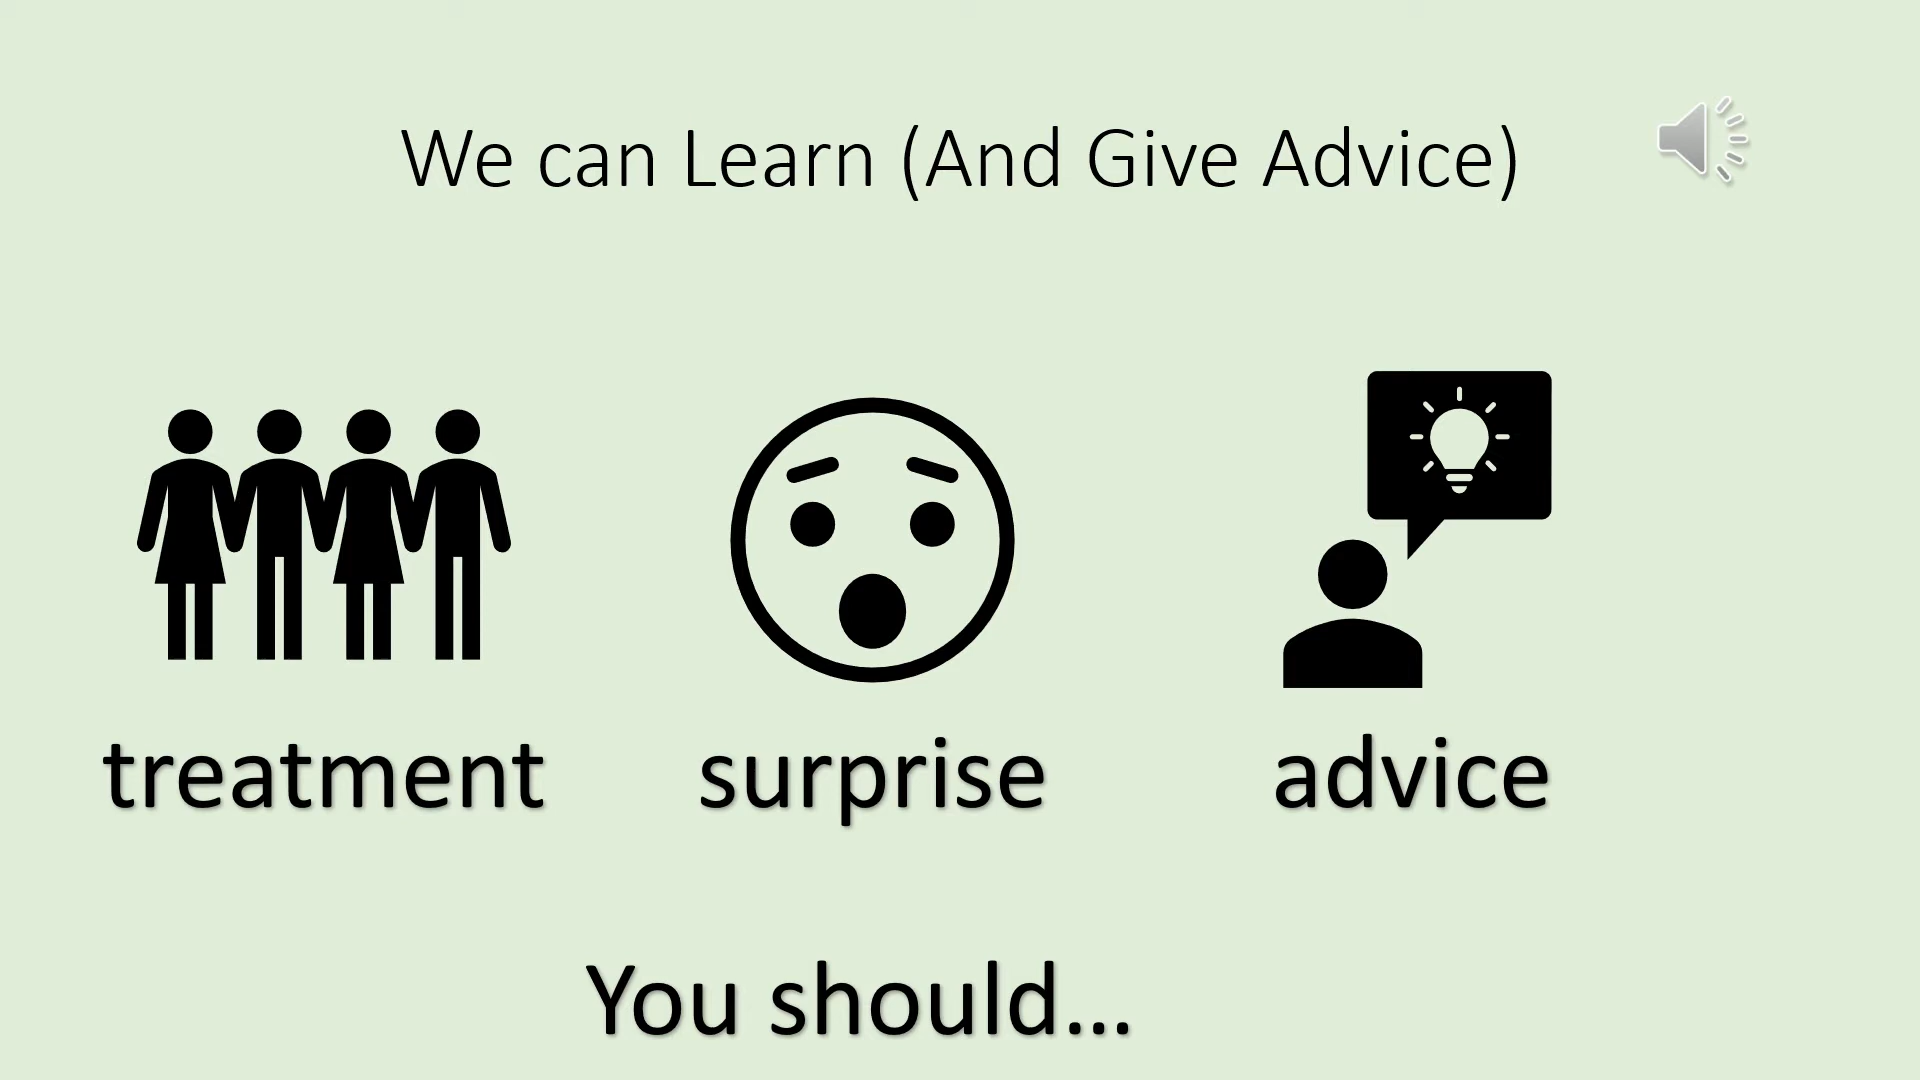 We can Learn (And Give Advice)
treatment
surprise
advice
You should...